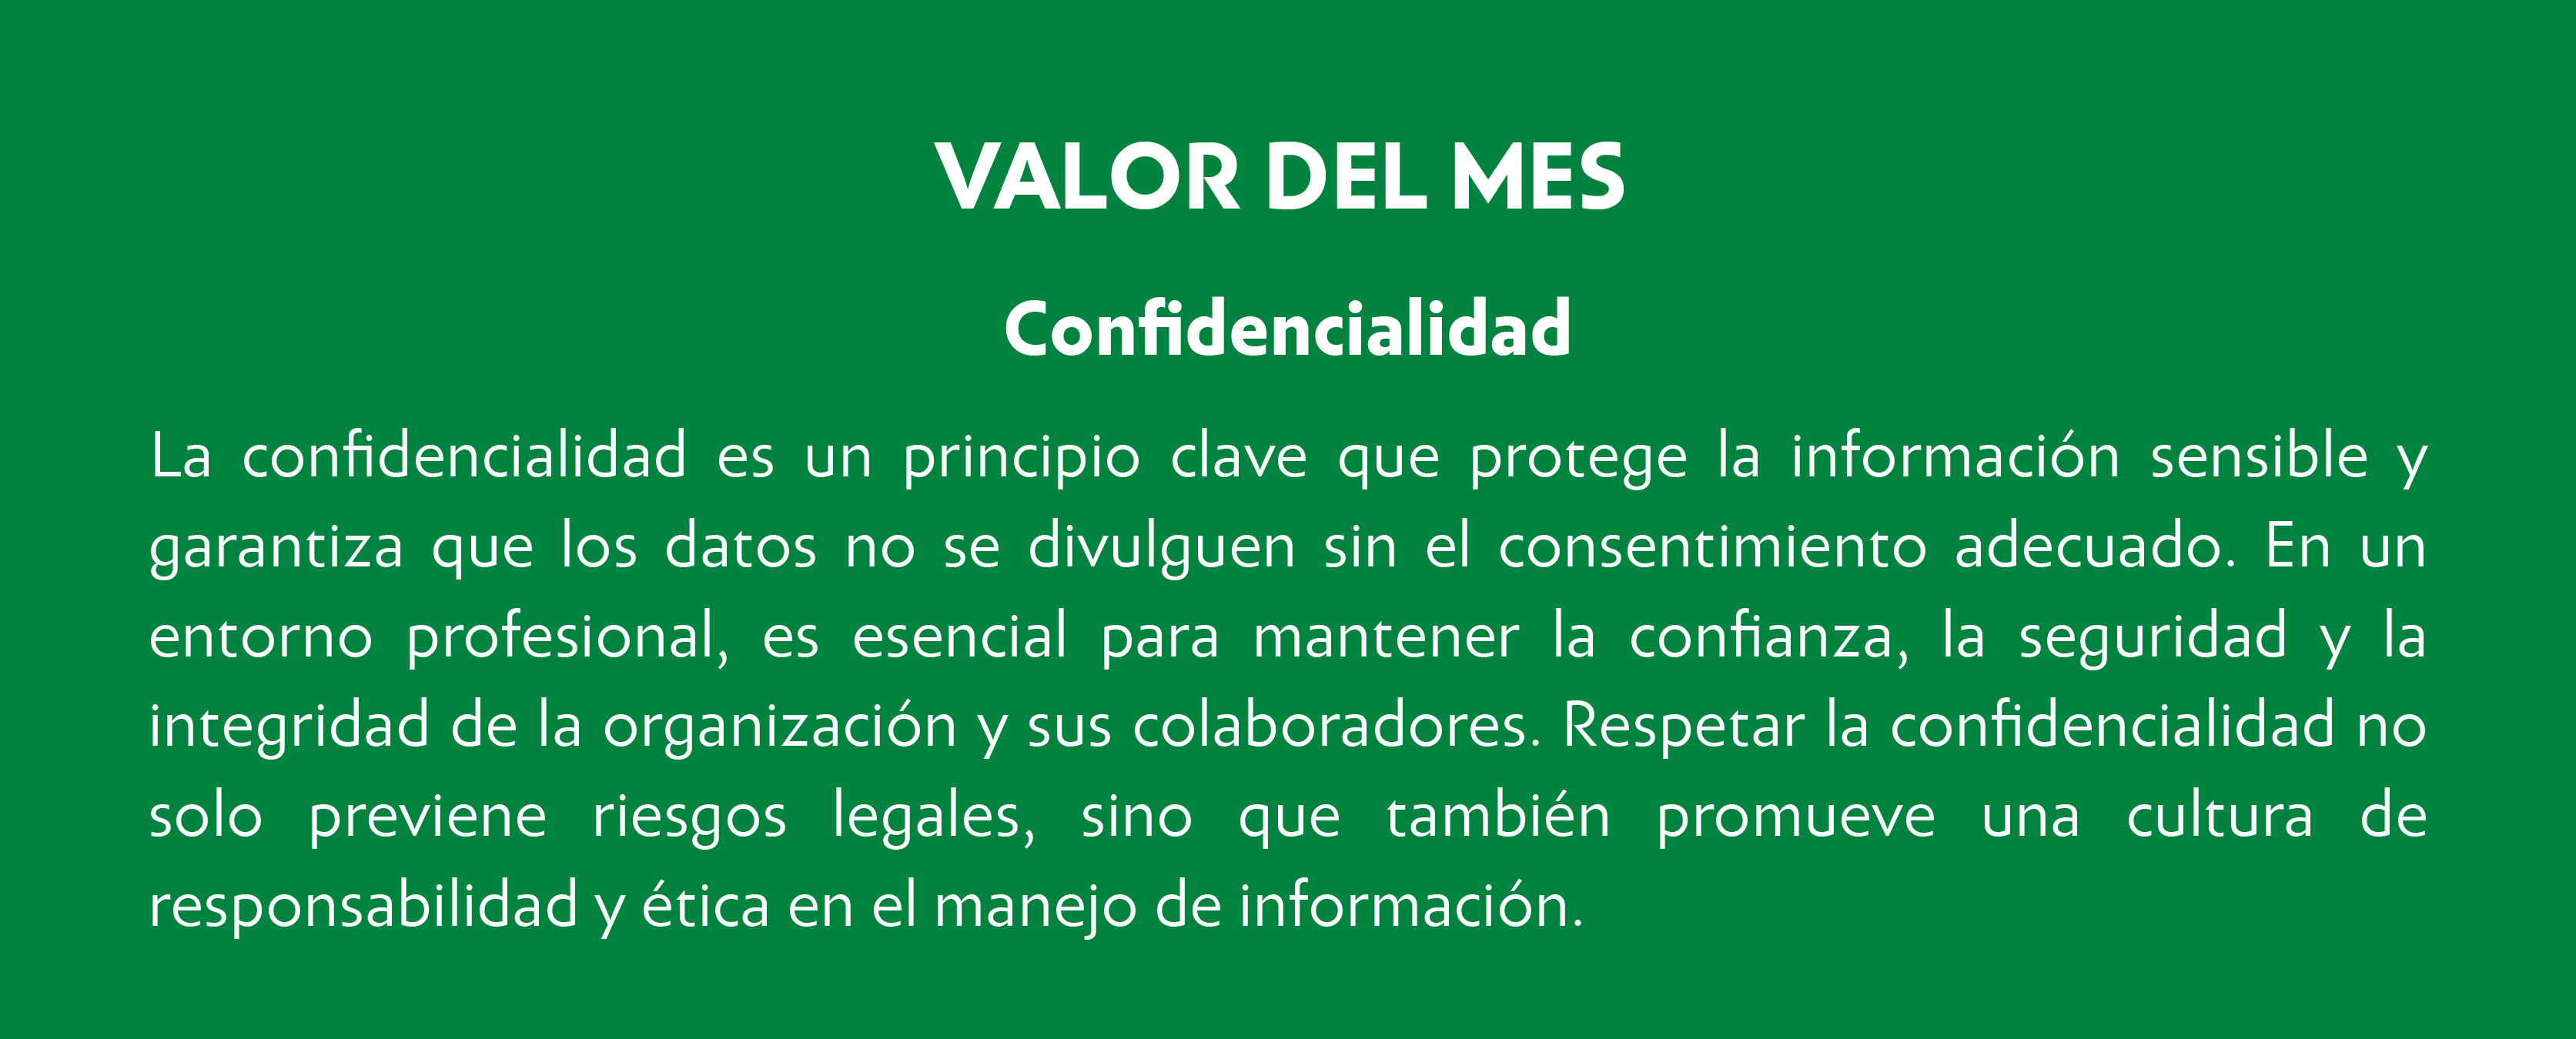 VALOR DEL MES
Confidencialidad
La confidencialidad es un principio clave que protege la información sensible y
garantiza que los datos no se divulguen sin el consentimiento adecuado. En un
entorno profesional, es esencial para mantener la confianza, la seguridad y la
integridad de la organización y sus colaboradores. Respetar la confidencialidad no
solo previene riesgos legales, sino que también promueve una cultura de
responsabilidad y ética en el manejo de información.